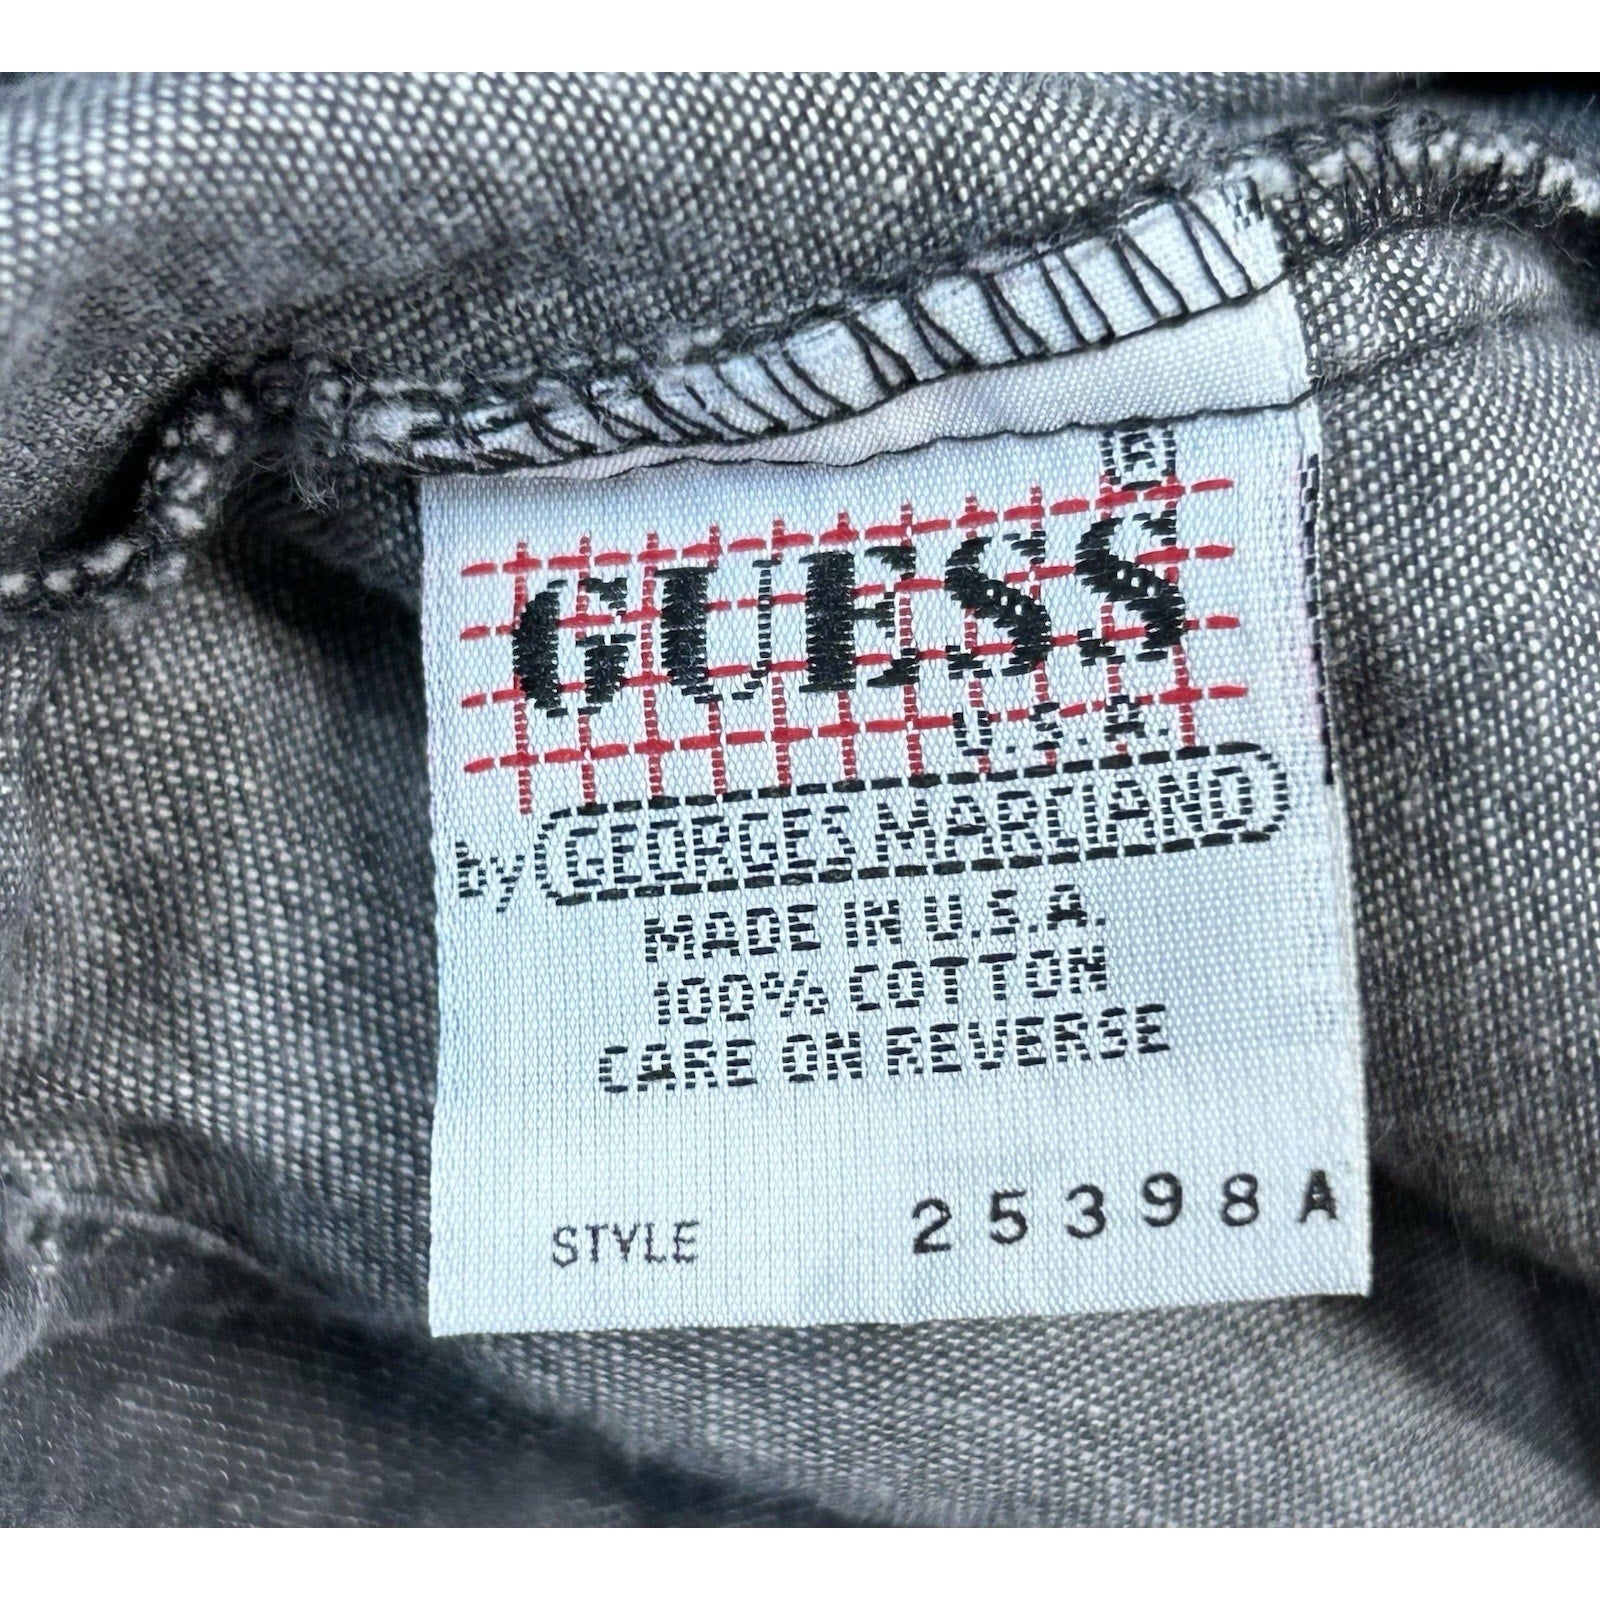 ®
GUESS
U.S.A.
by GEORGES MARCIANO
MADE IN U.S.A.
100% COTTON
CARE ON REVERSE
STYLE 25398A